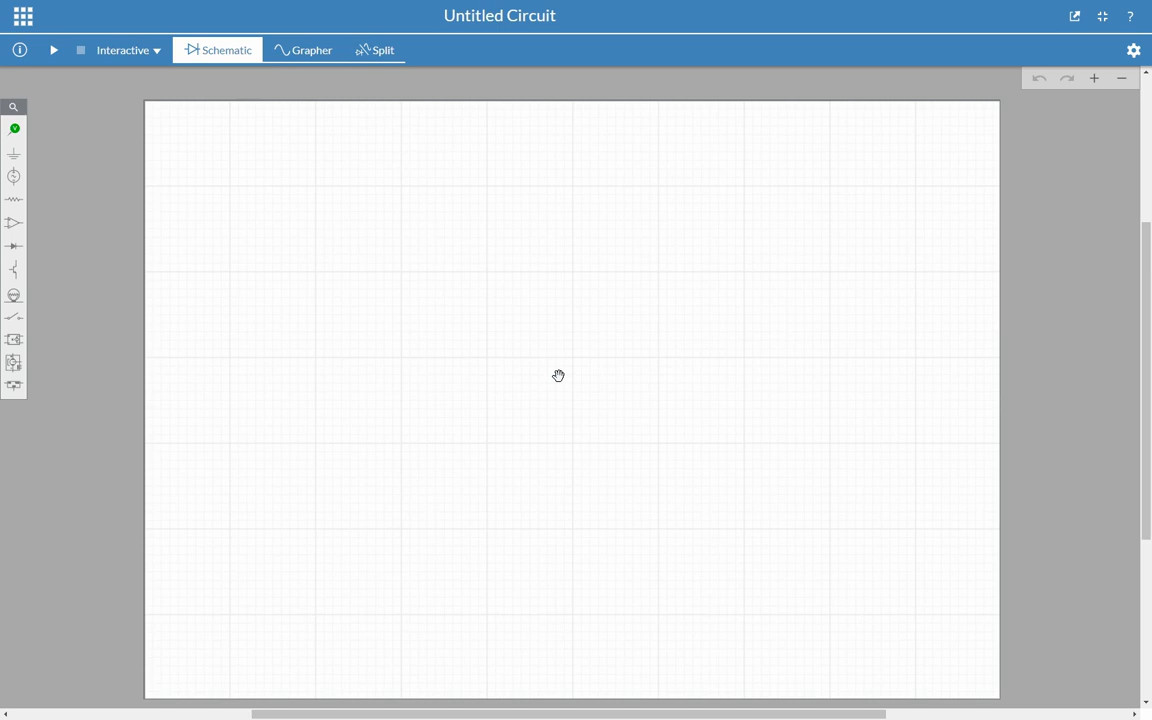 Untitled Circuit
?
Interactive
Schematic
Grapher
Split
V